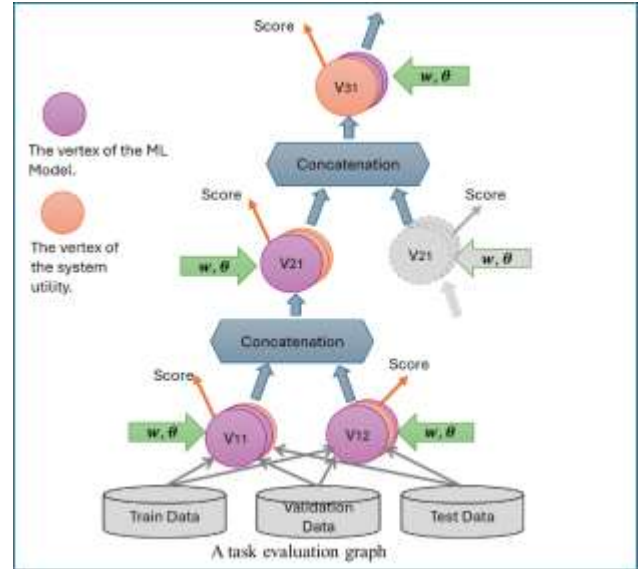 Score
V31
w, θ
The vertex of the ML
Model.
Concatenation
Score
Score
The vertex of
the system
utility.
w, θ
V21
V21
w, θ
Concatenation
Score
Score
w, θ
V11
V12
w, θ
Train Data
Validation
Data
Test Data
A task evaluation graph